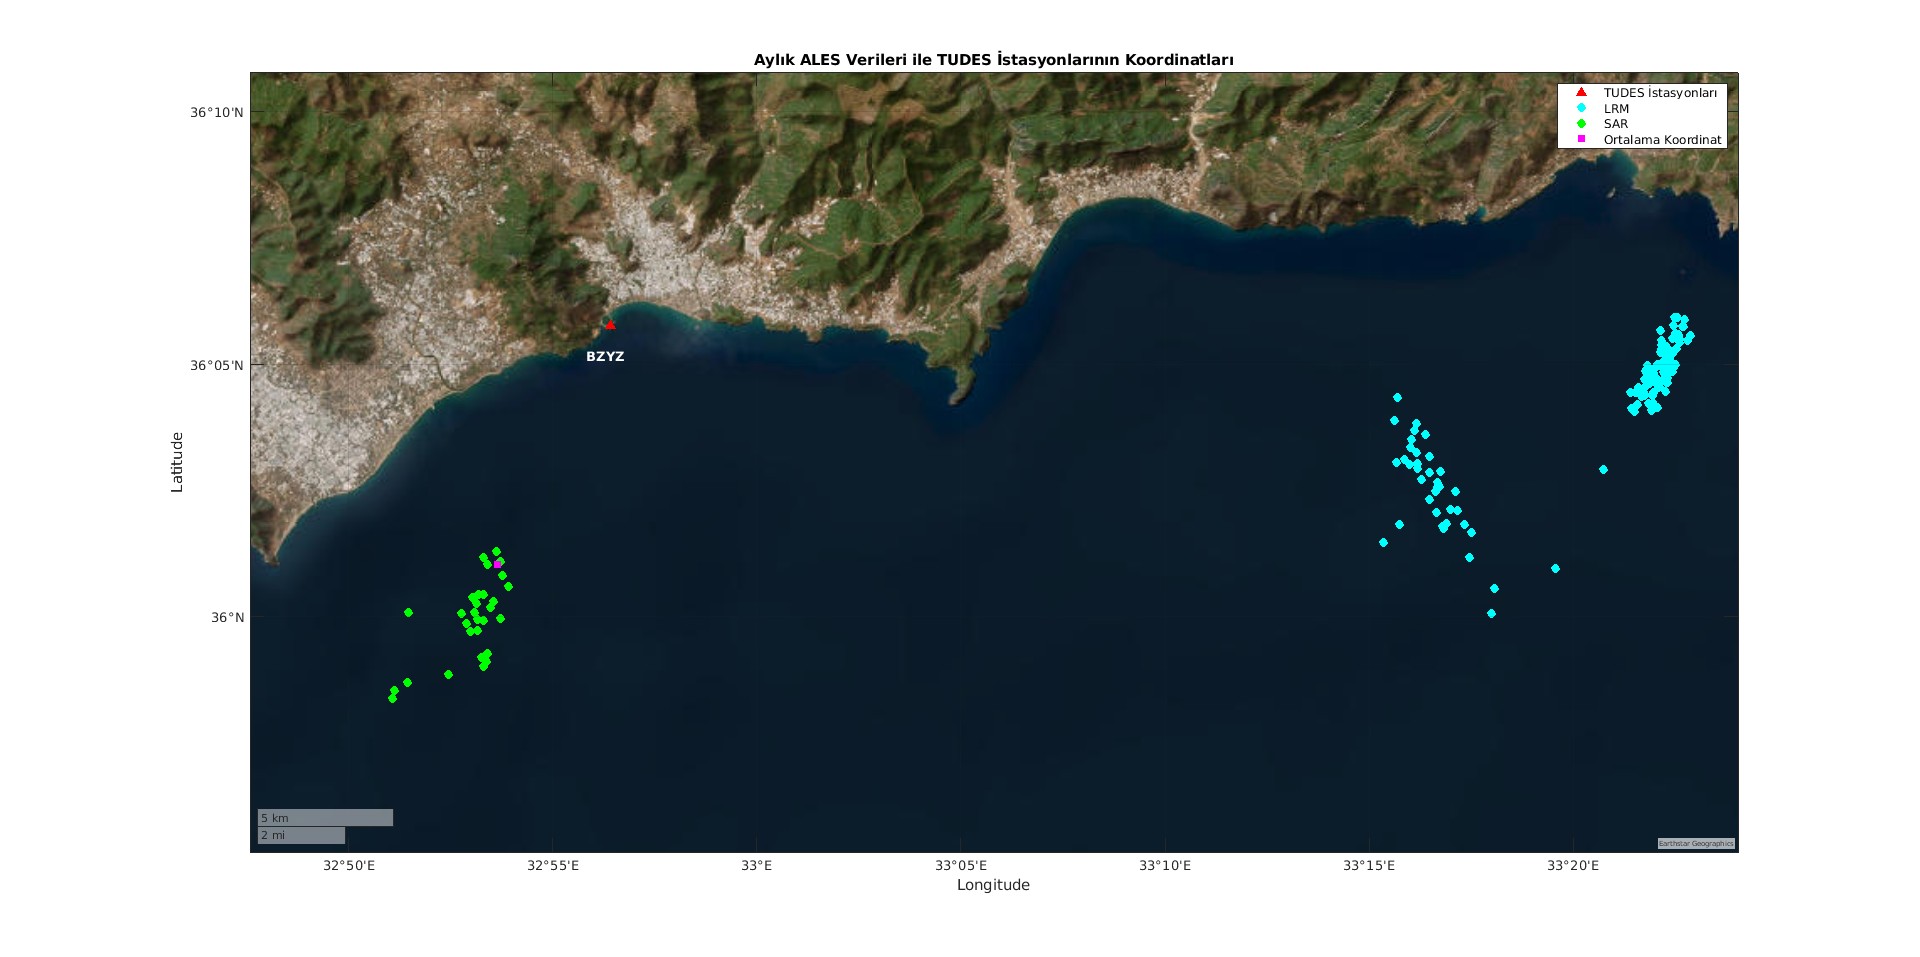 Aylık ALES Verileri ile TUDES İstasyonlarının Koordinatları
TUDES İstasyonları
LRM
SAR
Ortalama Koordinat
36°10'N
36°05'N
36°N
Latitude
BZYZ
5 km
2 mi
Earthstar Geographics
32°50'E
32°55'E
33°E
33°05'E
33°10'E
33°15'E
33°20'E
Longitude